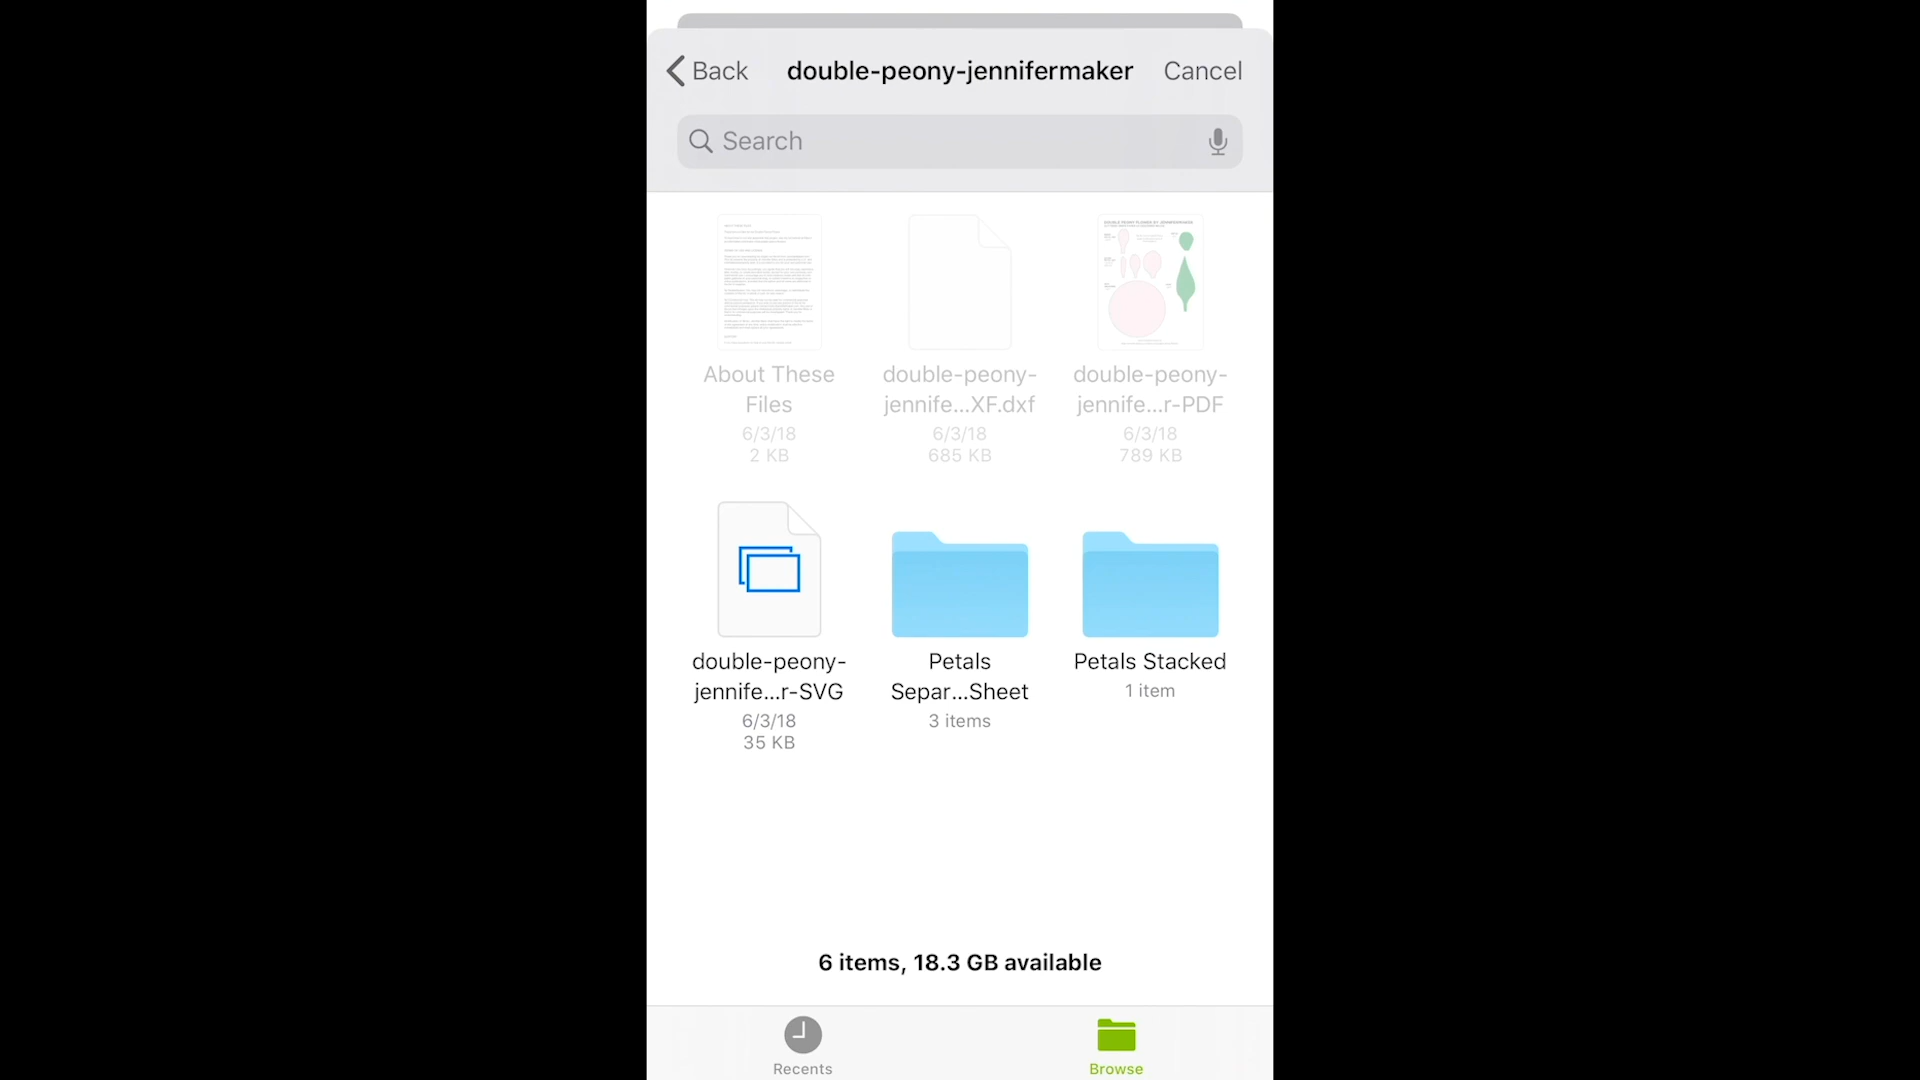 Back
double-peony-jennifermaker
Cancel
Search
About These
Files
6/3/18
2 KB
double-peony-
jennife...XF.dxf
6/3/18
685 KB
double-peony-
jennife...r-PDF
6/3/18
789 KB
double-peony-
jennife...r-SVG
6/3/18
35 KB
Petals
Separ...Sheet
3 items
Petals Stacked
1 item
6 items, 18.3 GB available
Recents
Browse